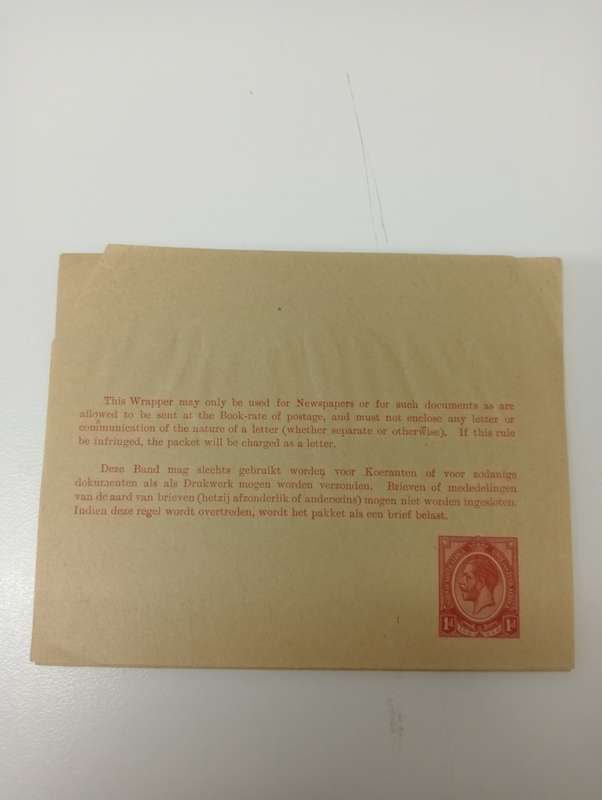 This Wrapper may only be used for Newspapers or for such documents as are
allowed to be sent at the Book-rate of postage, and must not enclose any letter or
communication of the nature of a letter (whether separate or otherwise). If this rule
be infringed, the packet will be charged as a letter.
Deze Band mag slechts gebruikt worden voor Koeranten of voor zodanige
dokumenten als als Drukwerk mogen worden verzonden. Brieven of mededelingen
van de aard van brieven (hetzij afzonderlik of anderszins) mogen niet worden ingesloten.
Indien deze regel wordt overtreden, wordt het pakket als een brief belast.
1d 1d